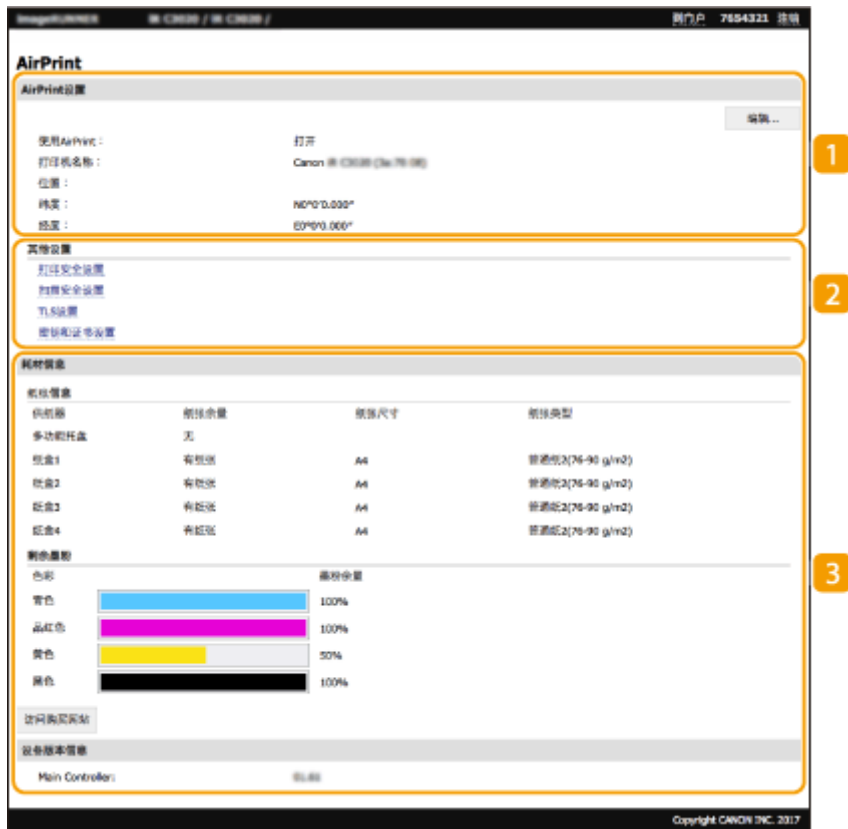 imageRUNNER 到门户 7654321 注销
AirPrint
AirPrint设置
编辑...
使用AirPrint： 打开
打印机名称： Canon
位置：
纬度： N0°0'0.000"
经度： E0°0'0.000"
1
其他设置
打印安全设置
扫描安全设置
TLS设置
密钥和证书设置
2
耗材信息
纸张信息
供纸器 纸张余量 纸张尺寸 纸张类型
多功能托盘 无
纸盒1 有纸张 A4 普通纸2(76-90 g/m2)
纸盒2 有纸张 A4 普通纸2(76-90 g/m2)
纸盒3 有纸张 A4 普通纸2(76-90 g/m2)
纸盒4 有纸张 A4 普通纸2(76-90 g/m2)
剩余墨粉
色彩 墨粉余量
青色 100%
品红色 100%
黄色 50%
黑色 100%
3
访问购买网站
设备版本信息
Main Controller:
Copyright CANON INC. 2017